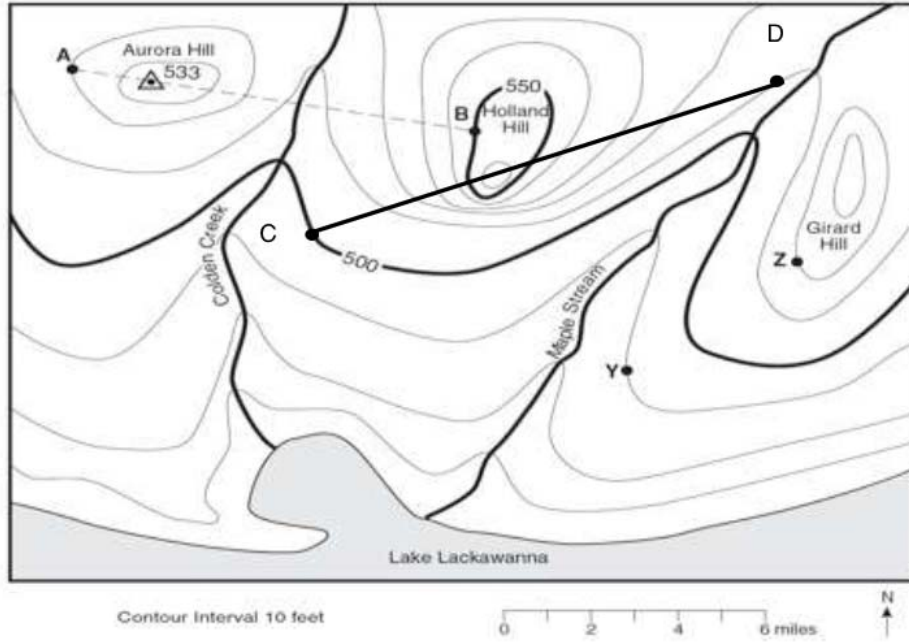 D
A
Aurora Hill
533
550
B
Holland
Hill
C
500
Colden Creek
Girard
Hill
Z
Maple Stream
Y
Lake Lackawanna
Contour Interval 10 feet
0 2 4 6 miles
N